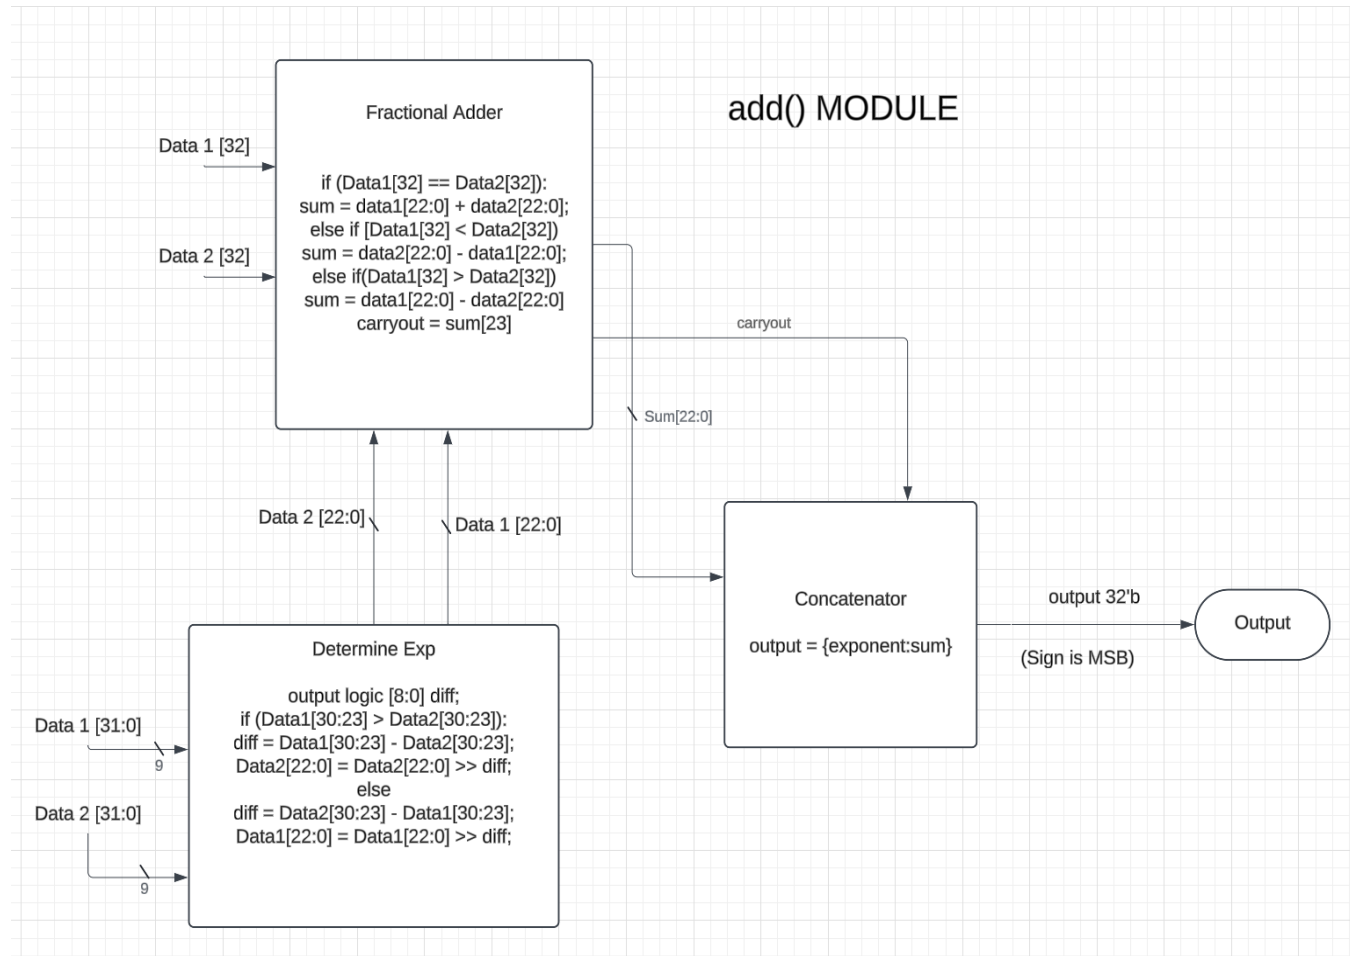 add() MODULE
Fractional Adder
Data 1 [32]
Data 2 [32]
if (Data1[32] == Data2[32]):
sum = data1[22:0] + data2[22:0];
else if [Data1[32] < Data2[32])
sum = data2[22:0] - data1[22:0];
else if(Data1[32] > Data2[32])
sum = data1[22:0] - data2[22:0]
carryout = sum[23]
carryout
Sum[22:0]
Data 2 [22:0]
Data 1 [22:0]
Concatenator
output = {exponent:sum}
output 32'b
(Sign is MSB)
Output
Determine Exp
output logic [8:0] diff;
if (Data1[30:23] > Data2[30:23]):
diff = Data1[30:23] - Data2[30:23];
Data2[22:0] = Data2[22:0] >> diff;
else
diff = Data2[30:23] - Data1[30:23];
Data1[22:0] = Data1[22:0] >> diff;
Data 1 [31:0]
9
Data 2 [31:0]
9